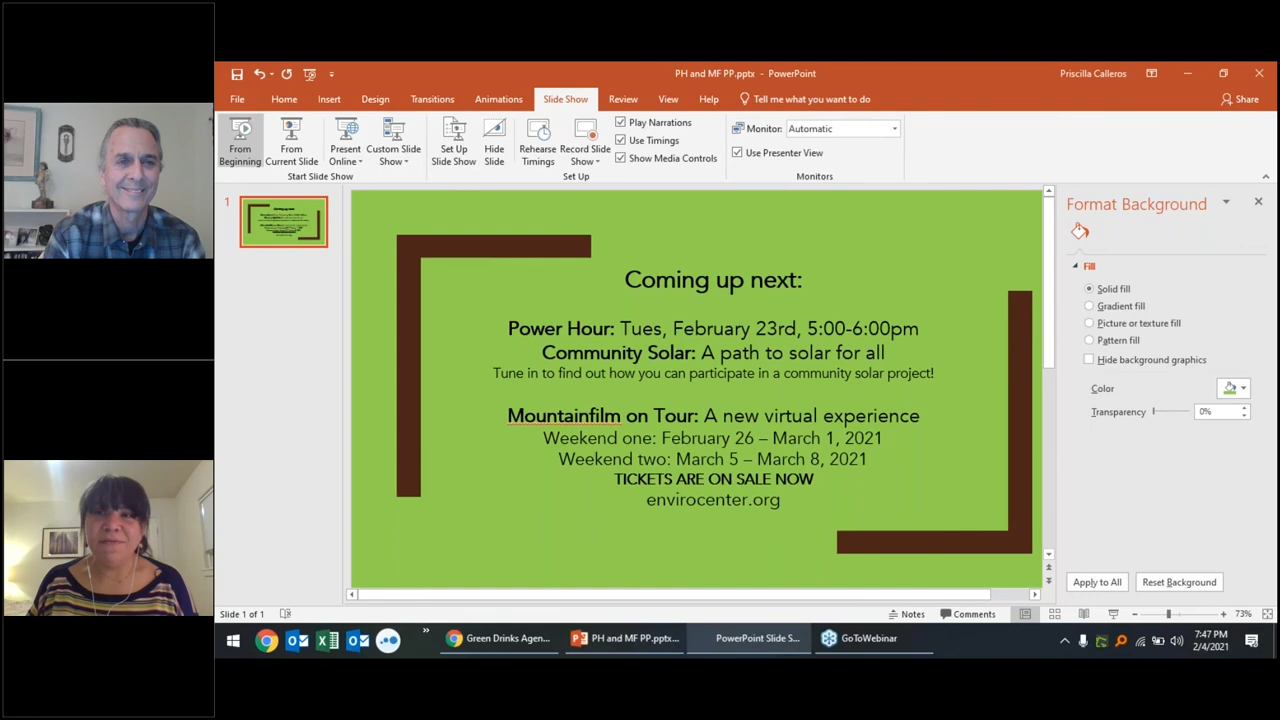 PH and MF PP.pptx - PowerPoint
Priscilla Calleros
File Home Insert Design Transitions Animations Slide Show Review View Help Tell me what you want to do
Share
From Beginning
From Current Slide
Present Online
Custom Slide Show
Start Slide Show
Set Up Slide Show
Hide Slide
Rehearse Timings
Record Slide Show
Play Narrations
Use Timings
Show Media Controls
Set Up
Monitor: Automatic
Use Presenter View
Monitors
1
Coming up next:
Power Hour: Tues, February 23rd, 5:00-6:00pm
Community Solar: A path to solar for all
Tune in to find out how you can participate in a community solar project!
Mountainfilm on Tour: A new virtual experience
Weekend one: February 26 – March 1, 2021
Weekend two: March 5 – March 8, 2021
TICKETS ARE ON SALE NOW
envirocenter.org
Format Background
Fill
Solid fill
Gradient fill
Picture or texture fill
Pattern fill
Hide background graphics
Color
Transparency 0%
Apply to All Reset Background
Slide 1 of 1
Notes Comments 73%
Green Drinks Agen...
PH and MF PP.pptx...
PowerPoint Slide S...
GoToWebinar
7:47 PM
2/4/2021